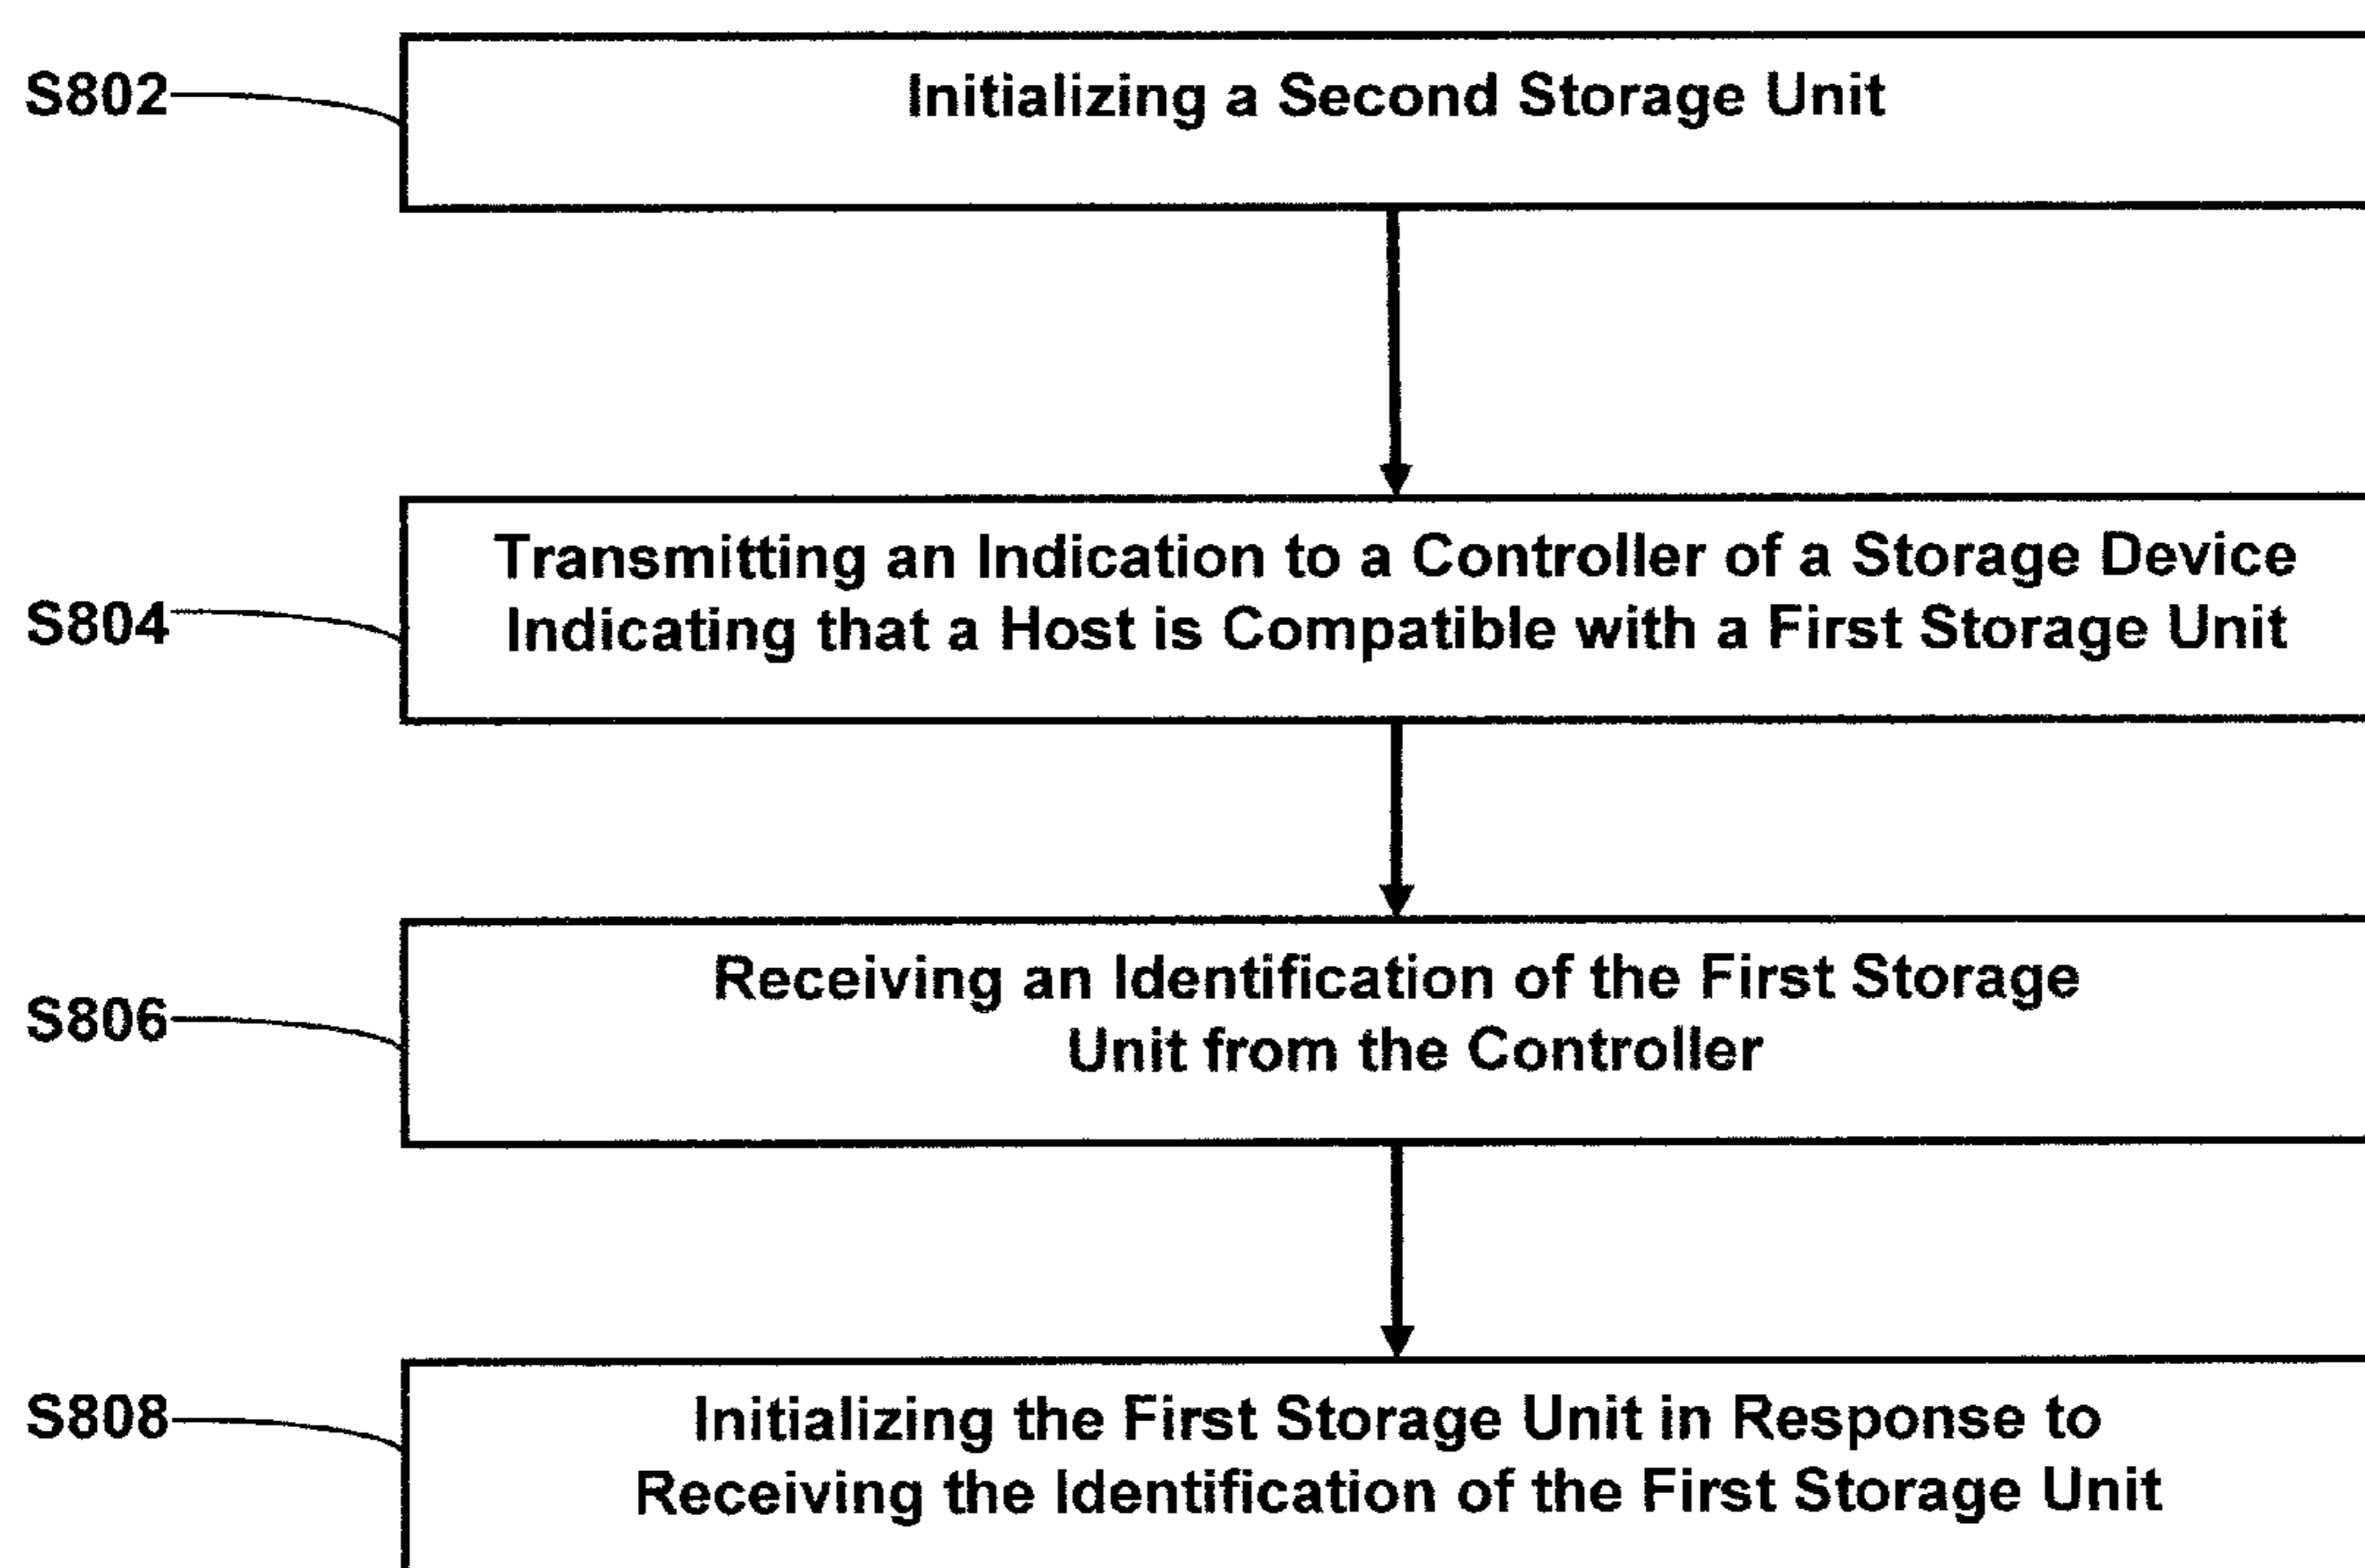 S802
Initializing a Second Storage Unit
S804
Transmitting an Indication to a Controller of a Storage Device
Indicating that a Host is Compatible with a First Storage Unit
S806
Receiving an Identification of the First Storage
Unit from the Controller
S808
Initializing the First Storage Unit in Response to
Receiving the Identification of the First Storage Unit